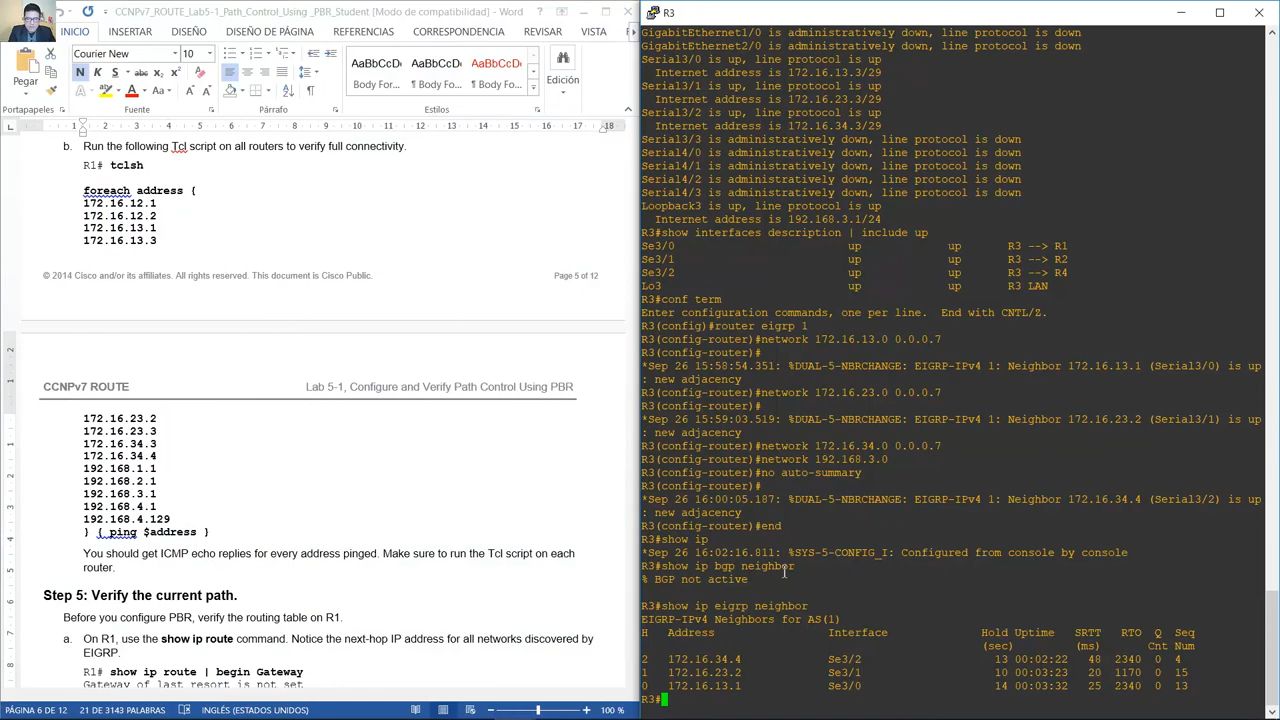 CCNPv7_ROUTE_Lab5-1_Path_Control_Using _PBR_Student [Modo de compatibilidad] - Word
INICIO INSERTAR DISEÑO DISEÑO DE PÁGINA REFERENCIAS CORRESPONDENCIA REVISAR VISTA
Pegar
Courier New 10
N K S abc x₂ x²
AaBbCcDc AaBbCcDc AaBbCcD
Body For... ¶ Body For... ¶ Body For...
Edición
Portapapeles Fuente Párrafo Estilos
1 1 2 3 4 5 6 7 8 9 10 11 12 13 14 15 16 17 18
b. Run the following Tcl script on all routers to verify full connectivity.
R1# tclsh
foreach address {
172.16.12.1
172.16.12.2
172.16.13.1
172.16.13.3
© 2014 Cisco and/or its affiliates. All rights reserved. This document is Cisco Public. Page 5 of 12
CCNPv7 ROUTE Lab 5-1, Configure and Verify Path Control Using PBR
172.16.23.2
172.16.23.3
172.16.34.3
172.16.34.4
192.168.1.1
192.168.2.1
192.168.3.1
192.168.4.1
192.168.4.129
} { ping $address }
You should get ICMP echo replies for every address pinged. Make sure to run the Tcl script on each
router.
Step 5: Verify the current path.
Before you configure PBR, verify the routing table on R1.
a. On R1, use the show ip route command. Notice the next-hop IP address for all networks discovered by
EIGRP.
R1# show ip route | begin Gateway
Gateway of last resort is not set
PÁGINA 6 DE 12 21 DE 3143 PALABRAS INGLÉS (ESTADOS UNIDOS) 100 %
R3
GigabitEthernet1/0 is administratively down, line protocol is down
GigabitEthernet2/0 is administratively down, line protocol is down
Serial3/0 is up, line protocol is up
  Internet address is 172.16.13.3/29
Serial3/1 is up, line protocol is up
  Internet address is 172.16.23.3/29
Serial3/2 is up, line protocol is up
  Internet address is 172.16.34.3/29
Serial3/3 is administratively down, line protocol is down
Serial4/0 is administratively down, line protocol is down
Serial4/1 is administratively down, line protocol is down
Serial4/2 is administratively down, line protocol is down
Serial4/3 is administratively down, line protocol is down
Loopback3 is up, line protocol is up
  Internet address is 192.168.3.1/24
R3#show interfaces description | include up
Se3/0 up up R3 --> R1
Se3/1 up up R3 --> R2
Se3/2 up up R3 --> R4
Lo3 up up R3 LAN
R3#conf term
Enter configuration commands, one per line.  End with CNTL/Z.
R3(config)#router eigrp 1
R3(config-router)#network 172.16.13.0 0.0.0.7
R3(config-router)#
*Sep 26 15:58:54.351: %DUAL-5-NBRCHANGE: EIGRP-IPv4 1: Neighbor 172.16.13.1 (Serial3/0) is up
: new adjacency
R3(config-router)#network 172.16.23.0 0.0.0.7
R3(config-router)#
*Sep 26 15:59:03.519: %DUAL-5-NBRCHANGE: EIGRP-IPv4 1: Neighbor 172.16.23.2 (Serial3/1) is up
: new adjacency
R3(config-router)#network 172.16.34.0 0.0.0.7
R3(config-router)#network 192.168.3.0
R3(config-router)#no auto-summary
R3(config-router)#
*Sep 26 16:00:05.187: %DUAL-5-NBRCHANGE: EIGRP-IPv4 1: Neighbor 172.16.34.4 (Serial3/2) is up
: new adjacency
R3(config-router)#end
R3#show ip
*Sep 26 16:02:16.811: %SYS-5-CONFIG_I: Configured from console by console
R3#show ip bgp neighbor
% BGP not active
R3#show ip eigrp neighbor
EIGRP-IPv4 Neighbors for AS(1)
H Address Interface Hold Uptime SRTT RTO Q Seq
(sec) (ms) Cnt Num
2 172.16.34.4 Se3/2 13 00:02:22 48 2340 0 4
1 172.16.23.2 Se3/1 10 00:03:23 20 1170 0 15
0 172.16.13.1 Se3/0 14 00:03:32 25 2340 0 13
R3#